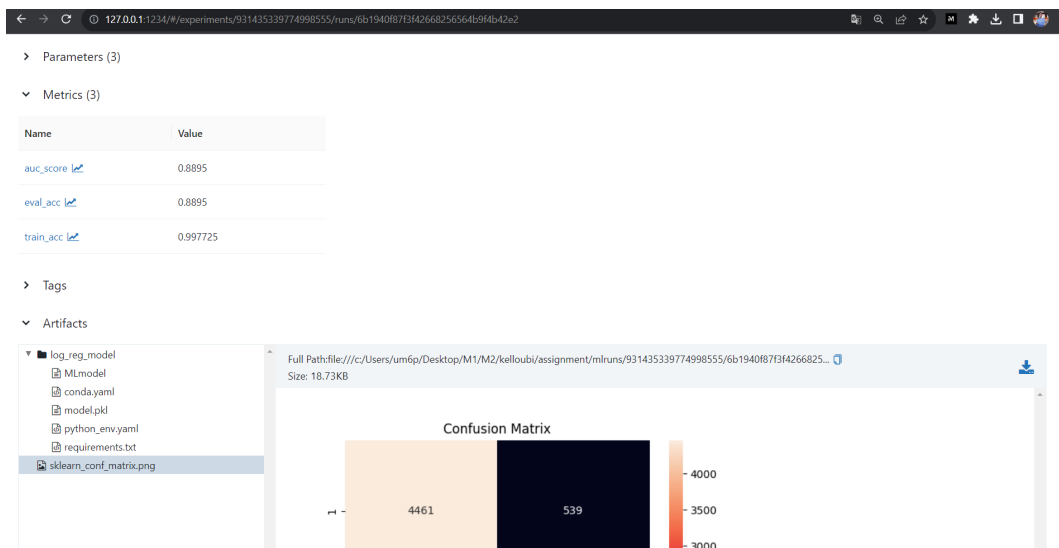 127.0.0.1:1234/#/experiments/931435339774998555/runs/6b1940f87f3f42668256564b9f4b42e2
M
Parameters (3)
Metrics (3)
Name Value
auc_score 0.8895
eval_acc 0.8895
train_acc 0.997725
Tags
Artifacts
log_reg_model
MLmodel
conda.yaml
model.pkl
python_env.yaml
requirements.txt
sklearn_conf_matrix.png
Full Path:file:///c:/Users/um6p/Desktop/M1/M2/kelloubi/assignment/mlruns/931435339774998555/6b1940f87f3f4266825...
Size: 18.73KB
Confusion Matrix
4000
1 4461 539 3500
3000